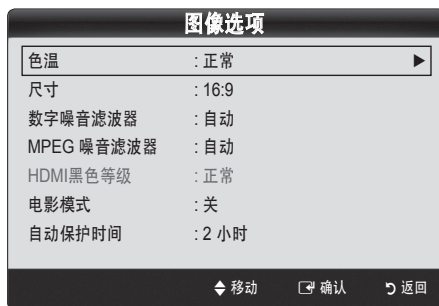 图像选项
色温 : 正常
尺寸 : 16:9
数字噪音滤波器 : 自动
MPEG 噪音滤波器 : 自动
HDMI黑色等级 : 正常
电影模式 : 关
自动保护时间 : 2 小时
移动 确认 返回